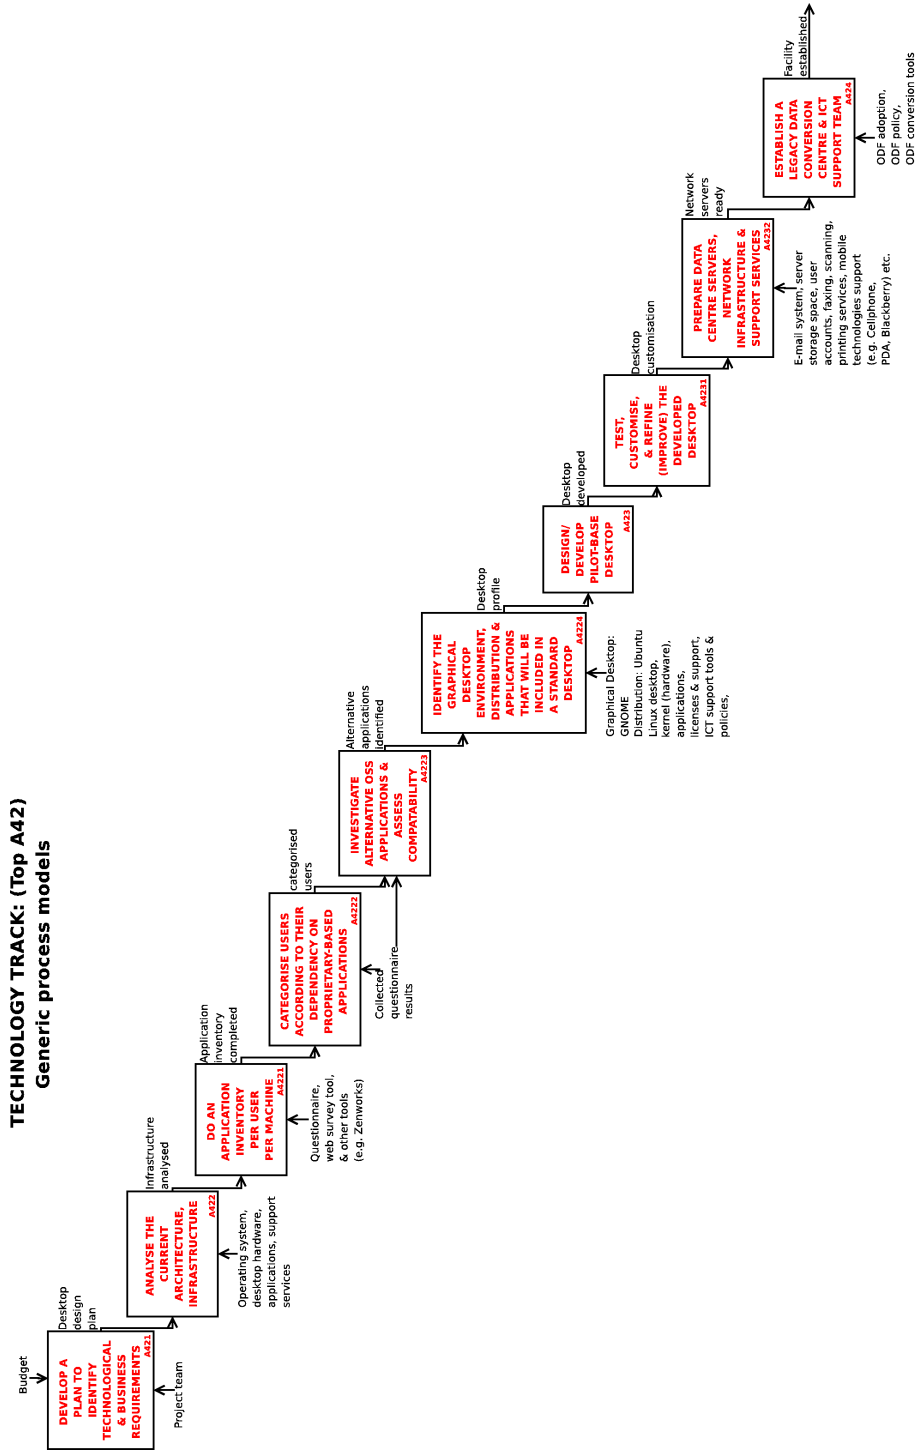 TECHNOLOGY TRACK: (Top A42)
Generic process models
Budget
DEVELOP A
PLAN TO
IDENTIFY
TECHNOLOGICAL
& BUSINESS
REQUIREMENTS
A421
Project team
Desktop
design
plan
ANALYSE THE
CURRENT
ARCHITECTURE,
INFRASTRUCTURE
A422
Operating system,
desktop hardware,
applications, support
services
Infrastructure
analysed
DO AN
APPLICATION
INVENTORY
PER USER
PER MACHINE
A4221
Questionnaire,
web survey tool,
& other tools
(e.g. Zenworks)
Application
inventory
completed
CATEGORISE USERS
ACCORDING TO THEIR
DEPENDENCY ON
PROPRIETARY-BASED
APPLICATIONS
A4222
Collected
questionnaire
results
categorised
users
INVESTIGATE
ALTERNATIVE OSS
APPLICATIONS &
ASSESS
COMPATABILITY
A4223
Alternative
applications
identified
IDENTIFY THE
GRAPHICAL
DESKTOP
ENVIRONMENT,
DISTRIBUTION &
APPLICATIONS
THAT WILL BE
INCLUDED IN
A STANDARD
DESKTOP
A4224
Graphical Desktop:
GNOME
Distribution: Ubuntu
Linux desktop,
kernel (hardware),
applications,
licenses & support,
ICT support tools &
policies,
Desktop
profile
DESIGN/
DEVELOP
PILOT-BASE
DESKTOP
A423
Desktop
developed
TEST,
CUSTOMISE,
& REFINE
(IMPROVE) THE
DEVELOPED
DESKTOP
A4231
Desktop
customisation
PREPARE DATA
CENTRE SERVERS,
NETWORK
INFRASTRUCTURE &
SUPPORT SERVICES
A4232
E-mail system, server
storage space, user
accounts, faxing, scanning,
printing services, mobile
technologies support
(e.g. Cellphone,
PDA, Blackberry) etc.
Network
servers
ready
ESTABLISH A
LEGACY DATA
CONVERSION
CENTRE & ICT
SUPPORT TEAM
A424
ODF adoption,
ODF policy,
ODF conversion tools
Facility
established